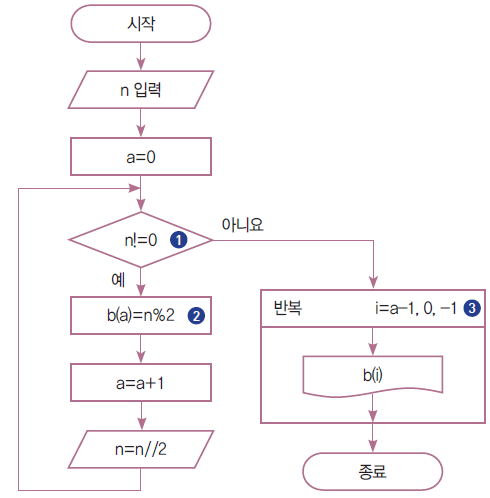 시작
n 입력
a=0
n!=0 1
아니요
예
b(a)=n%2 2
a=a+1
n=n//2
반복 i=a-1, 0, -1 3
b(i)
종료